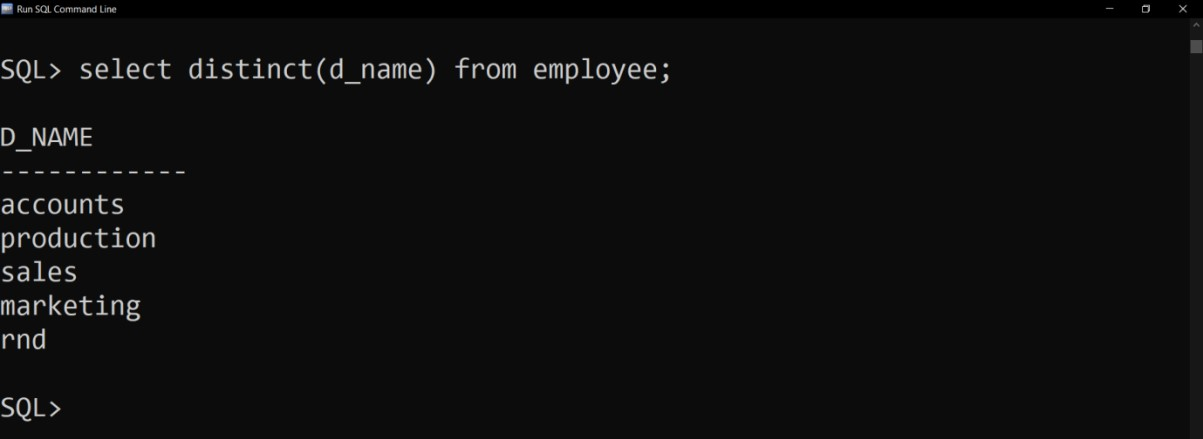 Run SQL Command Line
SQL> select distinct(d_name) from employee;
D_NAME
------------
accounts
production
sales
marketing
rnd
SQL>